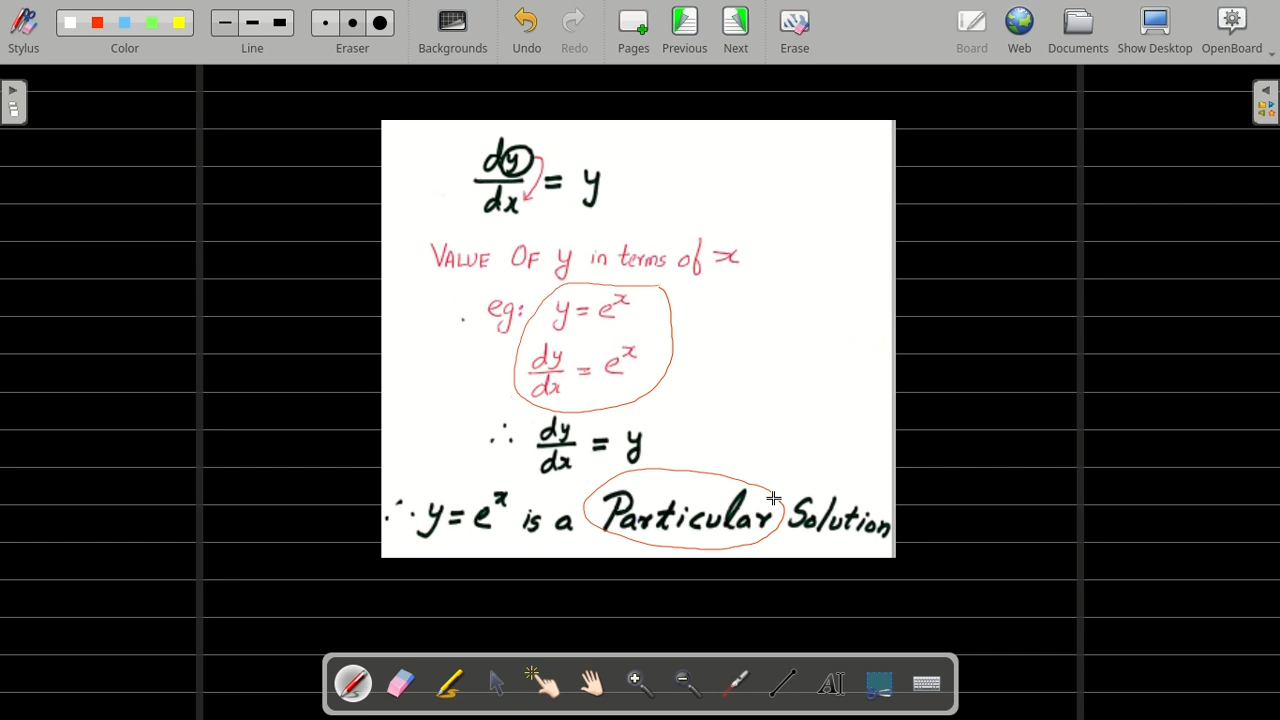 Stylus Color Line Eraser Backgrounds Undo Redo Pages Previous Next Erase Board Web Documents Show Desktop OpenBoard
dy/dx = y
VALUE OF y in terms of x
eg: y = e^x
dy/dx = e^x
∴ dy/dx = y
∴ y = e^x is a Particular Solution
AI